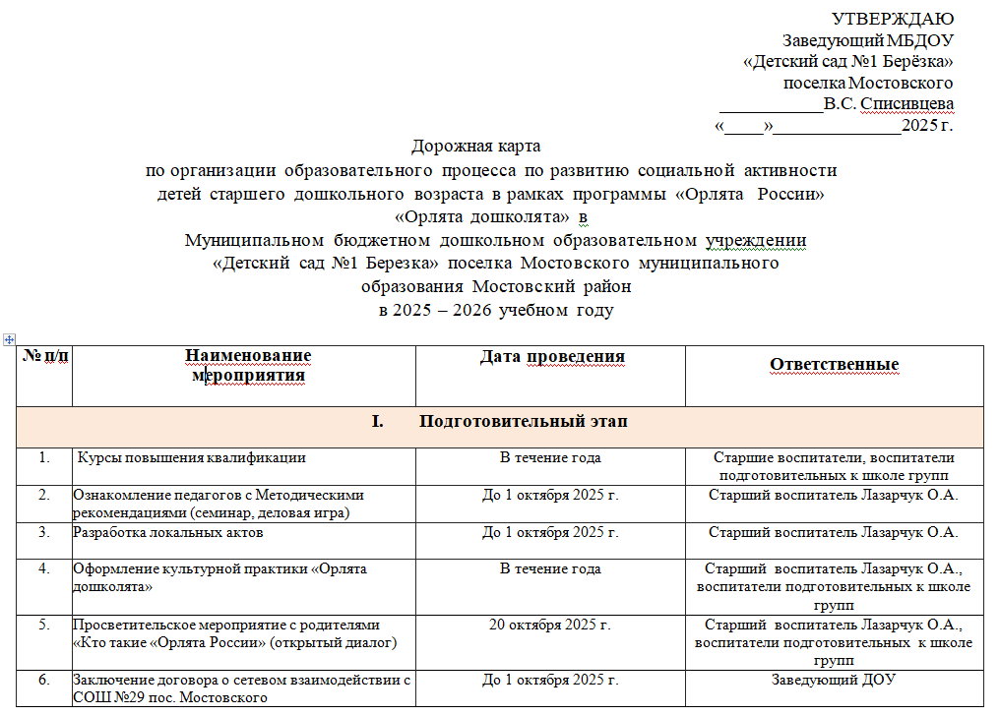 УТВЕРЖДАЮ
Заведующий МБДОУ
«Детский сад №1 Берёзка»
поселка Мостовского
____________В.С. Списивцева
«____»______________2025 г.
Дорожная карта
по организации образовательного процесса по развитию социальной активности
детей старшего дошкольного возраста в рамках программы «Орлята России»
«Орлята дошколята» в
Муниципальном бюджетном дошкольном образовательном учреждении
«Детский сад №1 Березка» поселка Мостовского муниципального
образования Мостовский район
в 2025 – 2026 учебном году
№ п/п
Наименование
мероприятия
Дата проведения
Ответственные
I. Подготовительный этап
1.
Курсы повышения квалификации
В течение года
Старшие воспитатели, воспитатели
подготовительных к школе групп
2.
Ознакомление педагогов с Методическими
рекомендациями (семинар, деловая игра)
До 1 октября 2025 г.
Старший воспитатель Лазарчук О.А.
3.
Разработка локальных актов
До 1 октября 2025 г.
Старший воспитатель Лазарчук О.А.
4.
Оформление культурной практики «Орлята
дошколята»
В течение года
Старший воспитатель Лазарчук О.А.,
воспитатели подготовительных к школе
групп
5.
Просветительское мероприятие с родителями
«Кто такие «Орлята России» (открытый диалог)
20 октября 2025 г.
Старший воспитатель Лазарчук О.А.,
воспитатели подготовительных к школе
групп
6.
Заключение договора о сетевом взаимодействии с
СОШ №29 пос. Мостовского
До 1 октября 2025 г.
Заведующий ДОУ